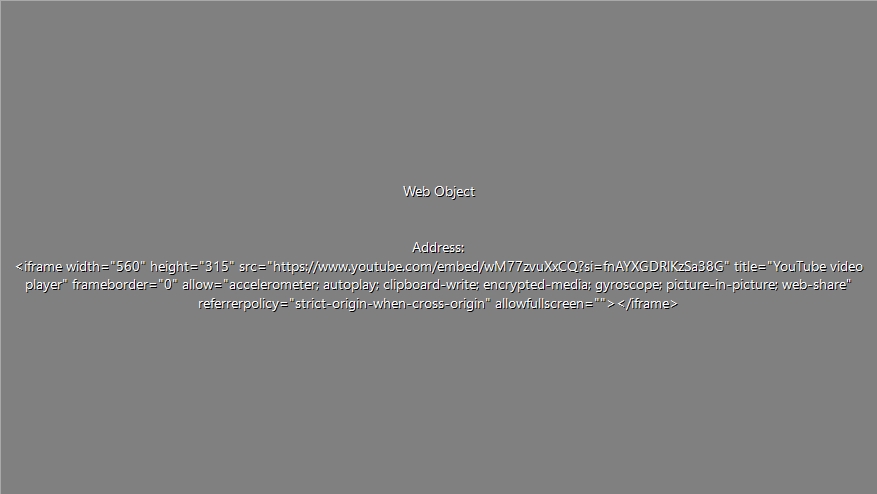 Web Object
Address:
<iframe width="560" height="315" src="https://www.youtube.com/embed/wM77zvuXxCQ?si=fnAYXGDRlKzSa38G" title="YouTube video
player" frameborder="0" allow="accelerometer; autoplay; clipboard-write; encrypted-media; gyroscope; picture-in-picture; web-share"
referrerpolicy="strict-origin-when-cross-origin" allowfullscreen=""></iframe>